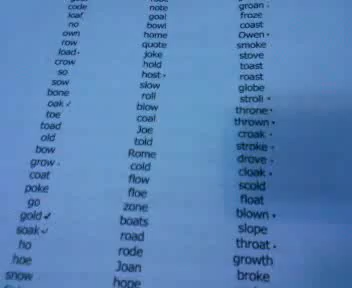 code
loaf
no
own
row
load
crow
so
sow
bone
oak ✓
toe
toad
old
bow
grow
coat
poke
go
gold ✓
soak ✓
ho
hoe
snow
note
goal
bowl
home
quote
joke
hold
host
slow
roll
blow
coal
Joe
told
Rome
cold
flow
floe
zone
boats
road
rode
Joan
hope
groan
froze
coast
Owen
smoke
stove
toast
roast
globe
stroll
throne
thrown
croak
stroke
drove
cloak
scold
float
blown
slope
throat
growth
broke